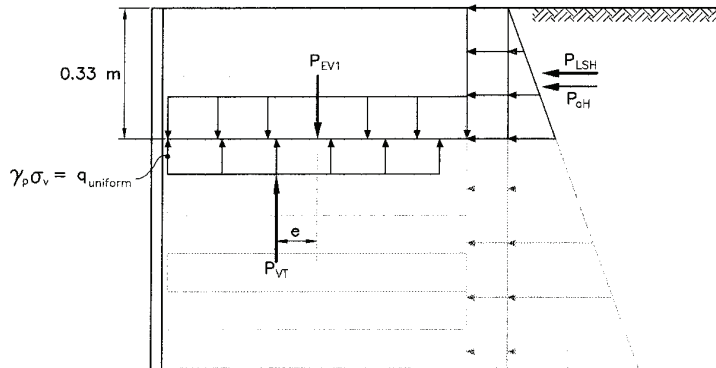 0.33 m
P_EV1
P_LSH
P_aH
γ_p σ_v = q_uniform
e
P_VT